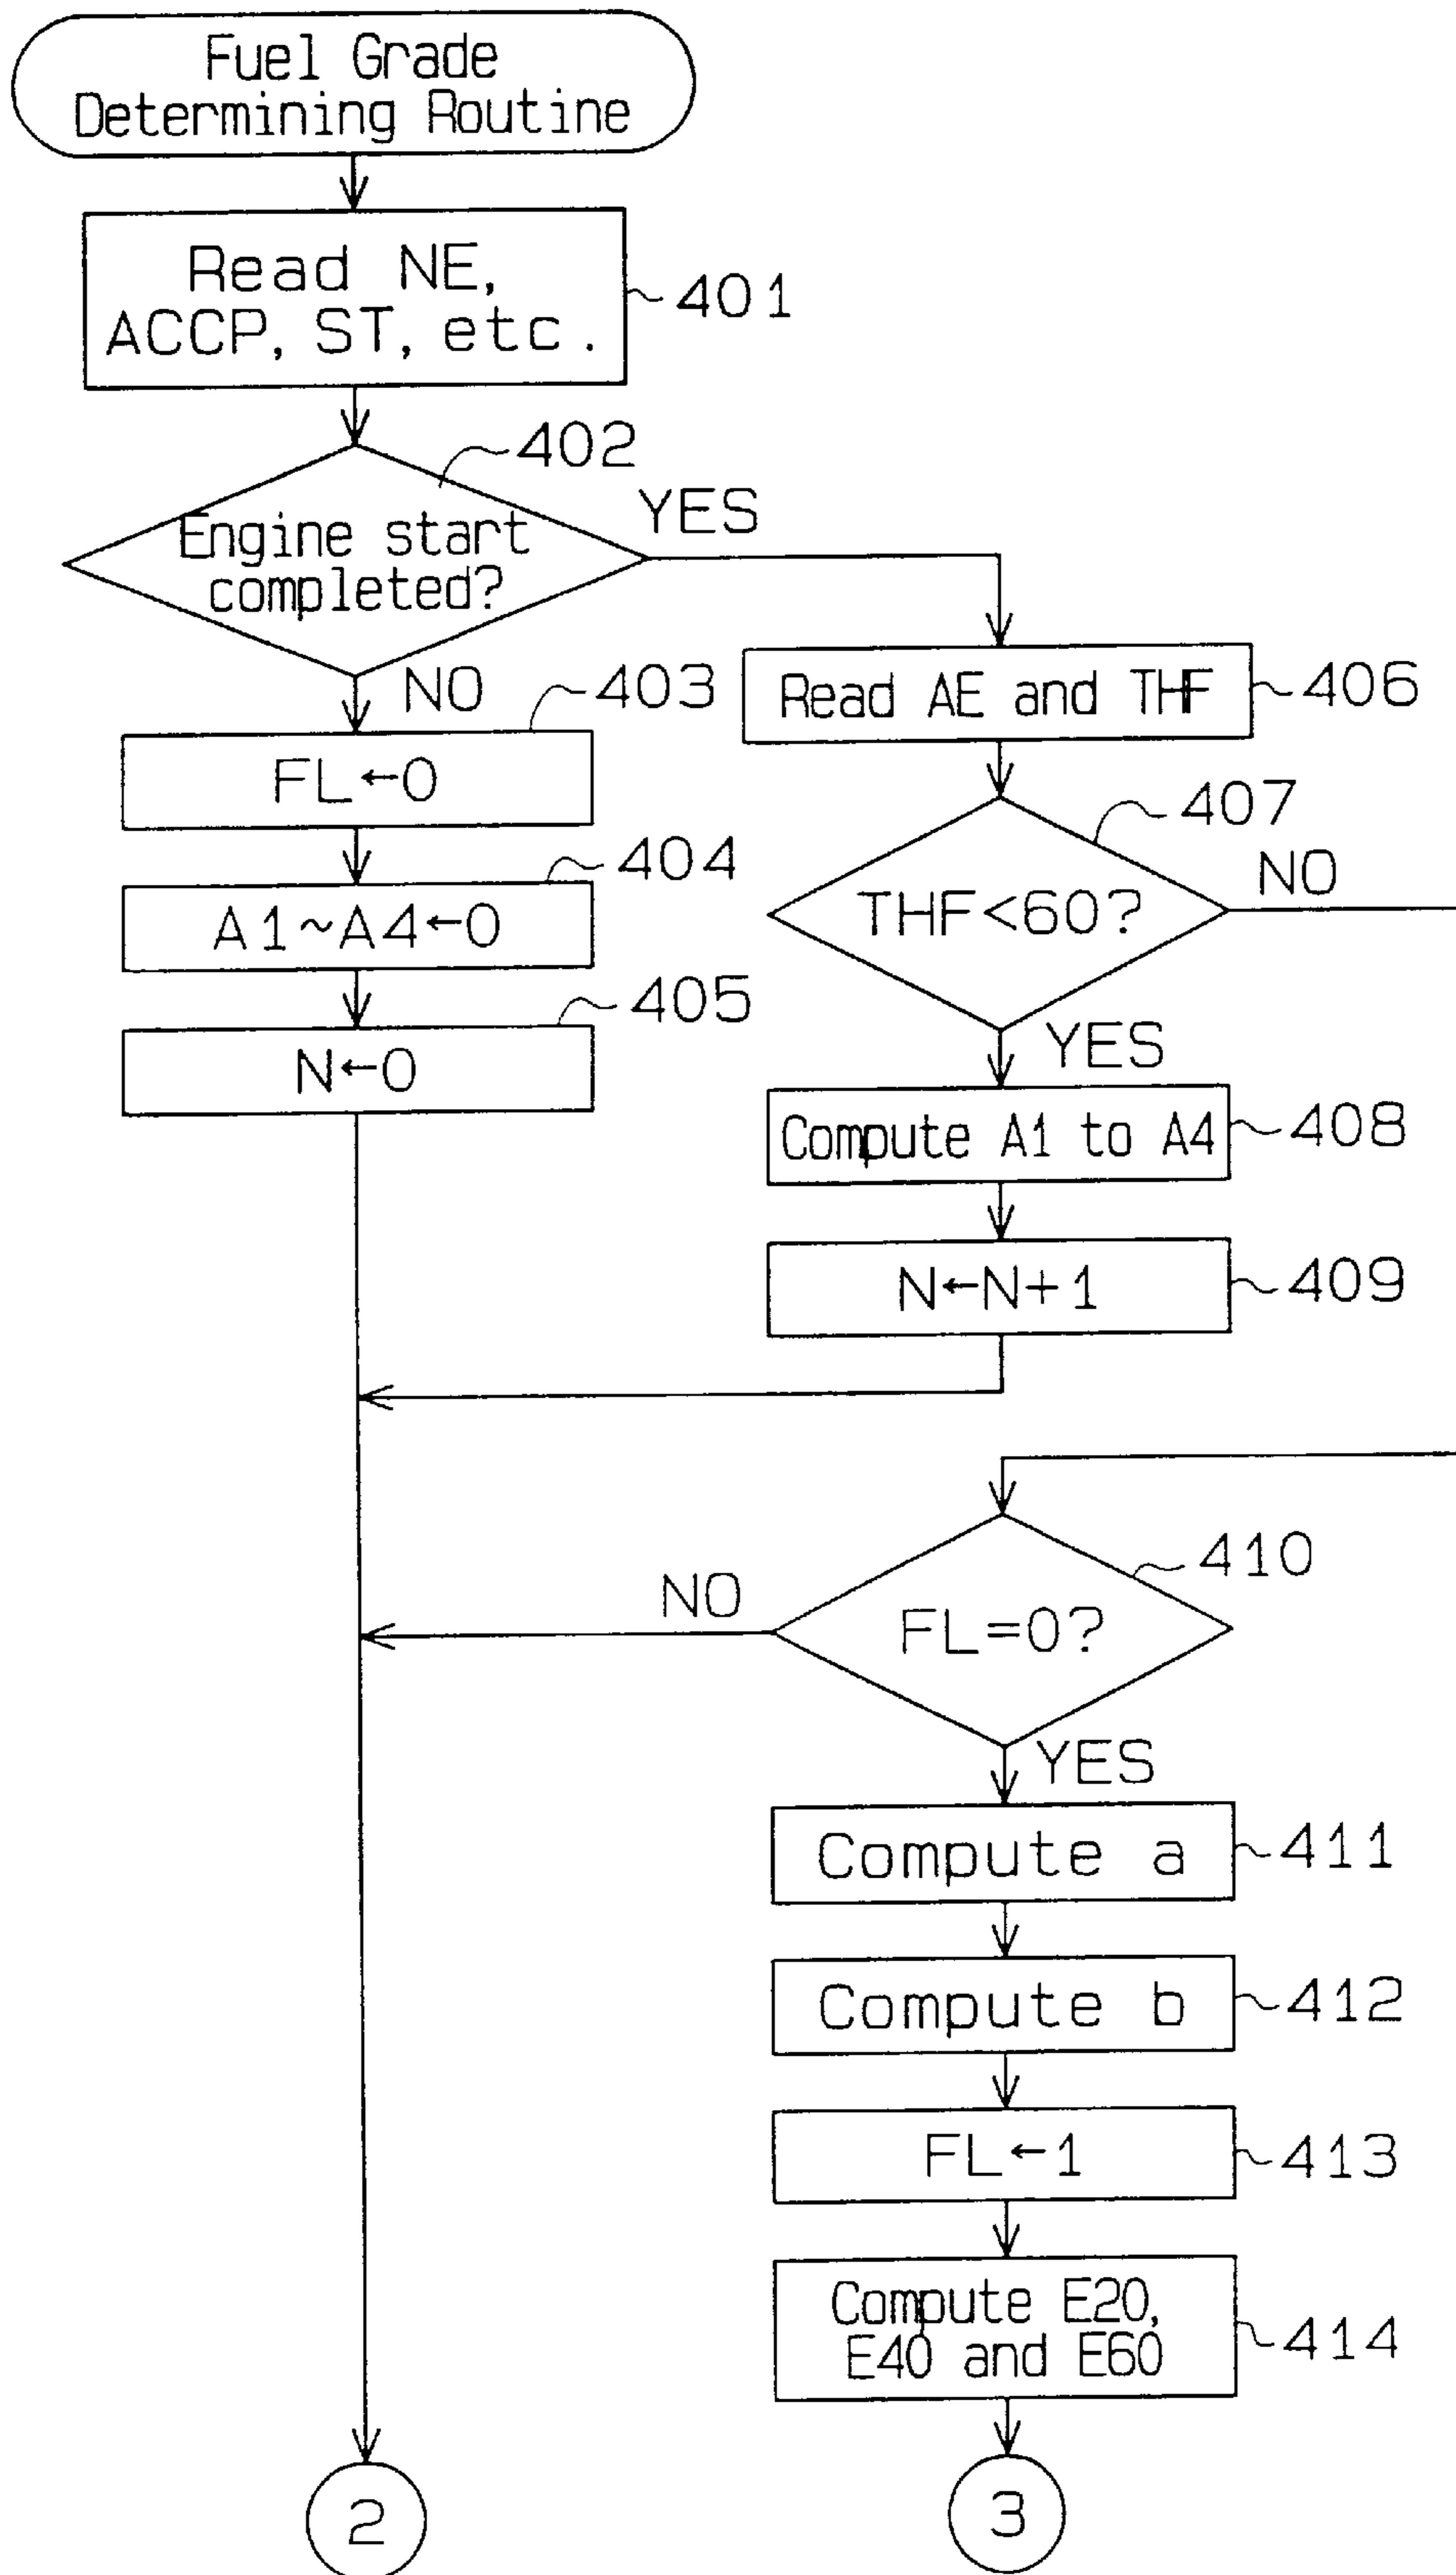 Fuel Grade
Determining Routine
Read NE,
ACCP, ST, etc.
401
402
Engine start
completed?
YES
NO
403
FL←0
404
A1~A4←0
405
N←0
Read AE and THF
406
407
THF<60?
NO
YES
Compute A1 to A4
408
N←N+1
409
410
FL=0?
NO
YES
Compute a
411
Compute b
412
FL←1
413
Compute E20,
E40 and E60
414
2
3